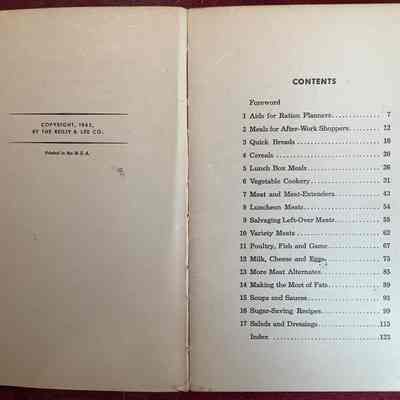 COPYRIGHT, 1943,
BY THE REILLY & LEE CO.
Printed in the U.S.A.
CONTENTS
Foreword
1 Aids for Ration Planners 7
2 Meals for After-Work Shoppers 12
3 Quick Breads 16
4 Cereals 26
5 Lunch Box Meals 26
6 Vegetable Cookery 31
7 Meat and Meat-Extenders 43
8 Luncheon Meats 54
9 Salvaging Left-Over Meats 58
10 Variety Meats 62
11 Poultry, Fish and Game 67
12 Milk, Cheese and Eggs 75
13 More Meat Alternates 85
14 Making the Most of Fats 89
15 Soups and Sauces 93
16 Sugar-Saving Recipes 99
17 Salads and Dressings 115
Index 123